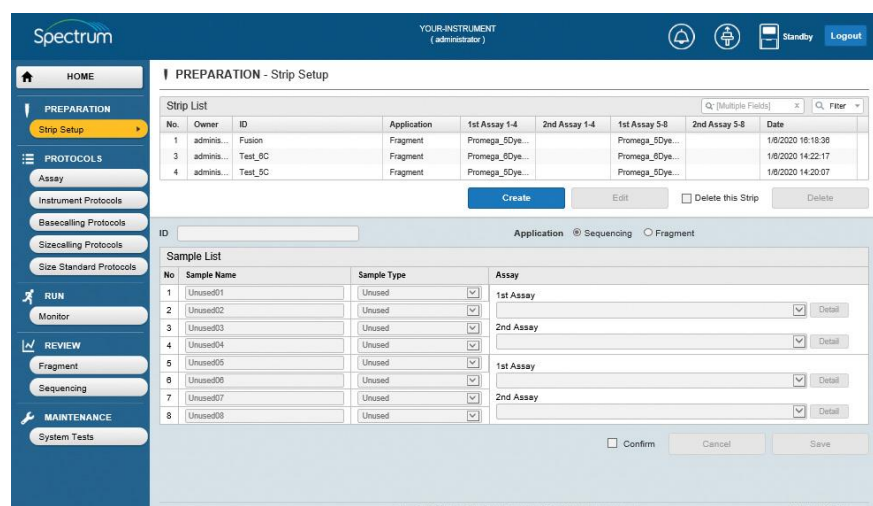 Spectrum
YOUR-INSTRUMENT
( administrator )
Standby
Logout
HOME
PREPARATION
Strip Setup
PROTOCOLS
Assay
Instrument Protocols
Basecalling Protocols
Sizecalling Protocols
Size Standard Protocols
RUN
Monitor
REVIEW
Fragment
Sequencing
MAINTENANCE
System Tests
PREPARATION - Strip Setup
Strip List
[Multiple Fields] x Filter
No. Owner ID Application 1st Assay 1-4 2nd Assay 1-4 1st Assay 5-8 2nd Assay 5-8 Date
1 adminis... Fusion Fragment Promega_5Dye... Promega_5Dye... 1/6/2020 16:18:36
3 adminis... Test_6C Fragment Promega_6Dye... Promega_6Dye... 1/6/2020 14:22:17
4 adminis... Test_5C Fragment Promega_5Dye... Promega_5Dye... 1/6/2020 14:20:07
Create Edit Delete this Strip Delete
ID Application Sequencing Fragment
Sample List
No Sample Name Sample Type Assay
1 Unused01 Unused 1st Assay
2 Unused02 Unused Detail
3 Unused03 Unused 2nd Assay
4 Unused04 Unused Detail
5 Unused05 Unused 1st Assay
6 Unused06 Unused Detail
7 Unused07 Unused 2nd Assay
8 Unused08 Unused Detail
Confirm Cancel Save